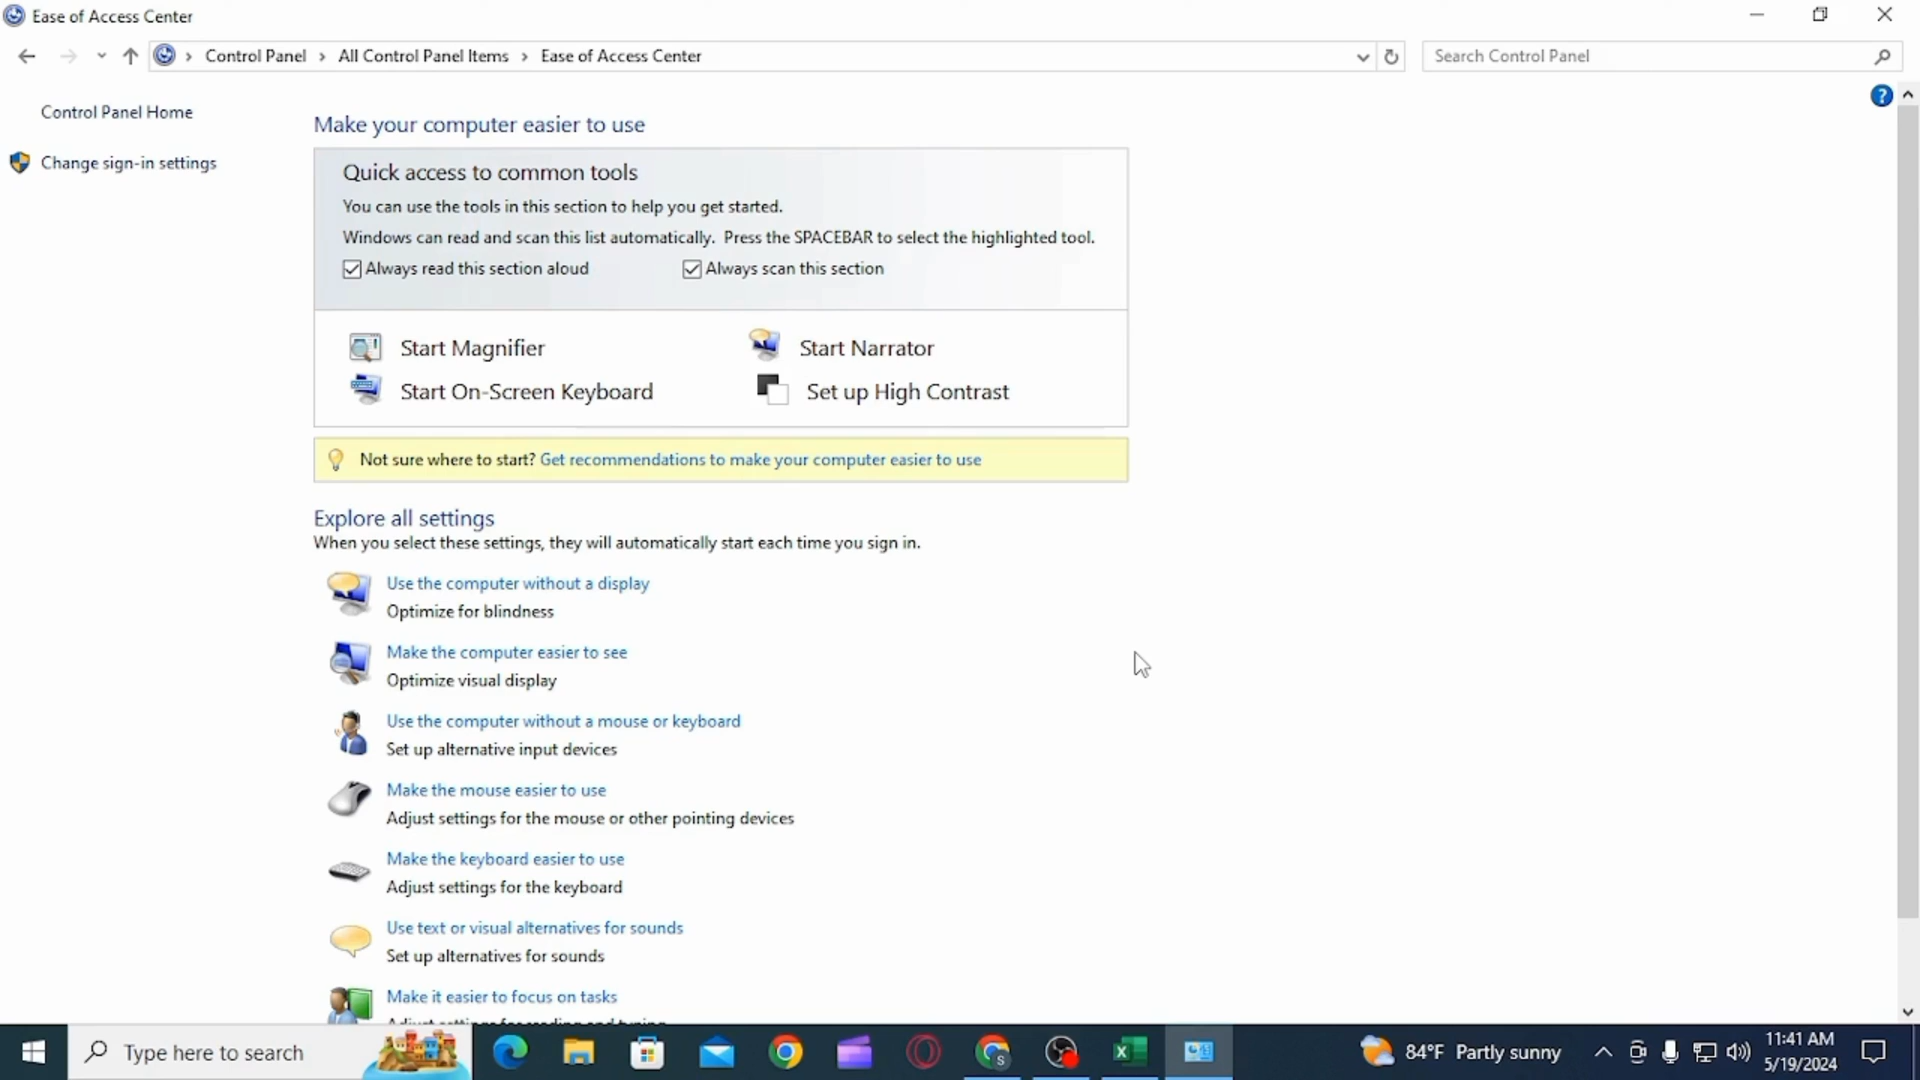 Ease of Access Center
Control Panel › All Control Panel Items › Ease of Access Center
Search Control Panel
Control Panel Home
Change sign-in settings
Make your computer easier to use
Quick access to common tools
You can use the tools in this section to help you get started.
Windows can read and scan this list automatically. Press the SPACEBAR to select the highlighted tool.
Always read this section aloud
Always scan this section
Start Magnifier
Start Narrator
Start On-Screen Keyboard
Set up High Contrast
Not sure where to start? Get recommendations to make your computer easier to use
Explore all settings
When you select these settings, they will automatically start each time you sign in.
Use the computer without a display
Optimize for blindness
Make the computer easier to see
Optimize visual display
Use the computer without a mouse or keyboard
Set up alternative input devices
Make the mouse easier to use
Adjust settings for the mouse or other pointing devices
Make the keyboard easier to use
Adjust settings for the keyboard
Use text or visual alternatives for sounds
Set up alternatives for sounds
Make it easier to focus on tasks
Adjust settings for reading and typing
Type here to search
84°F Partly sunny
11:41 AM
5/19/2024